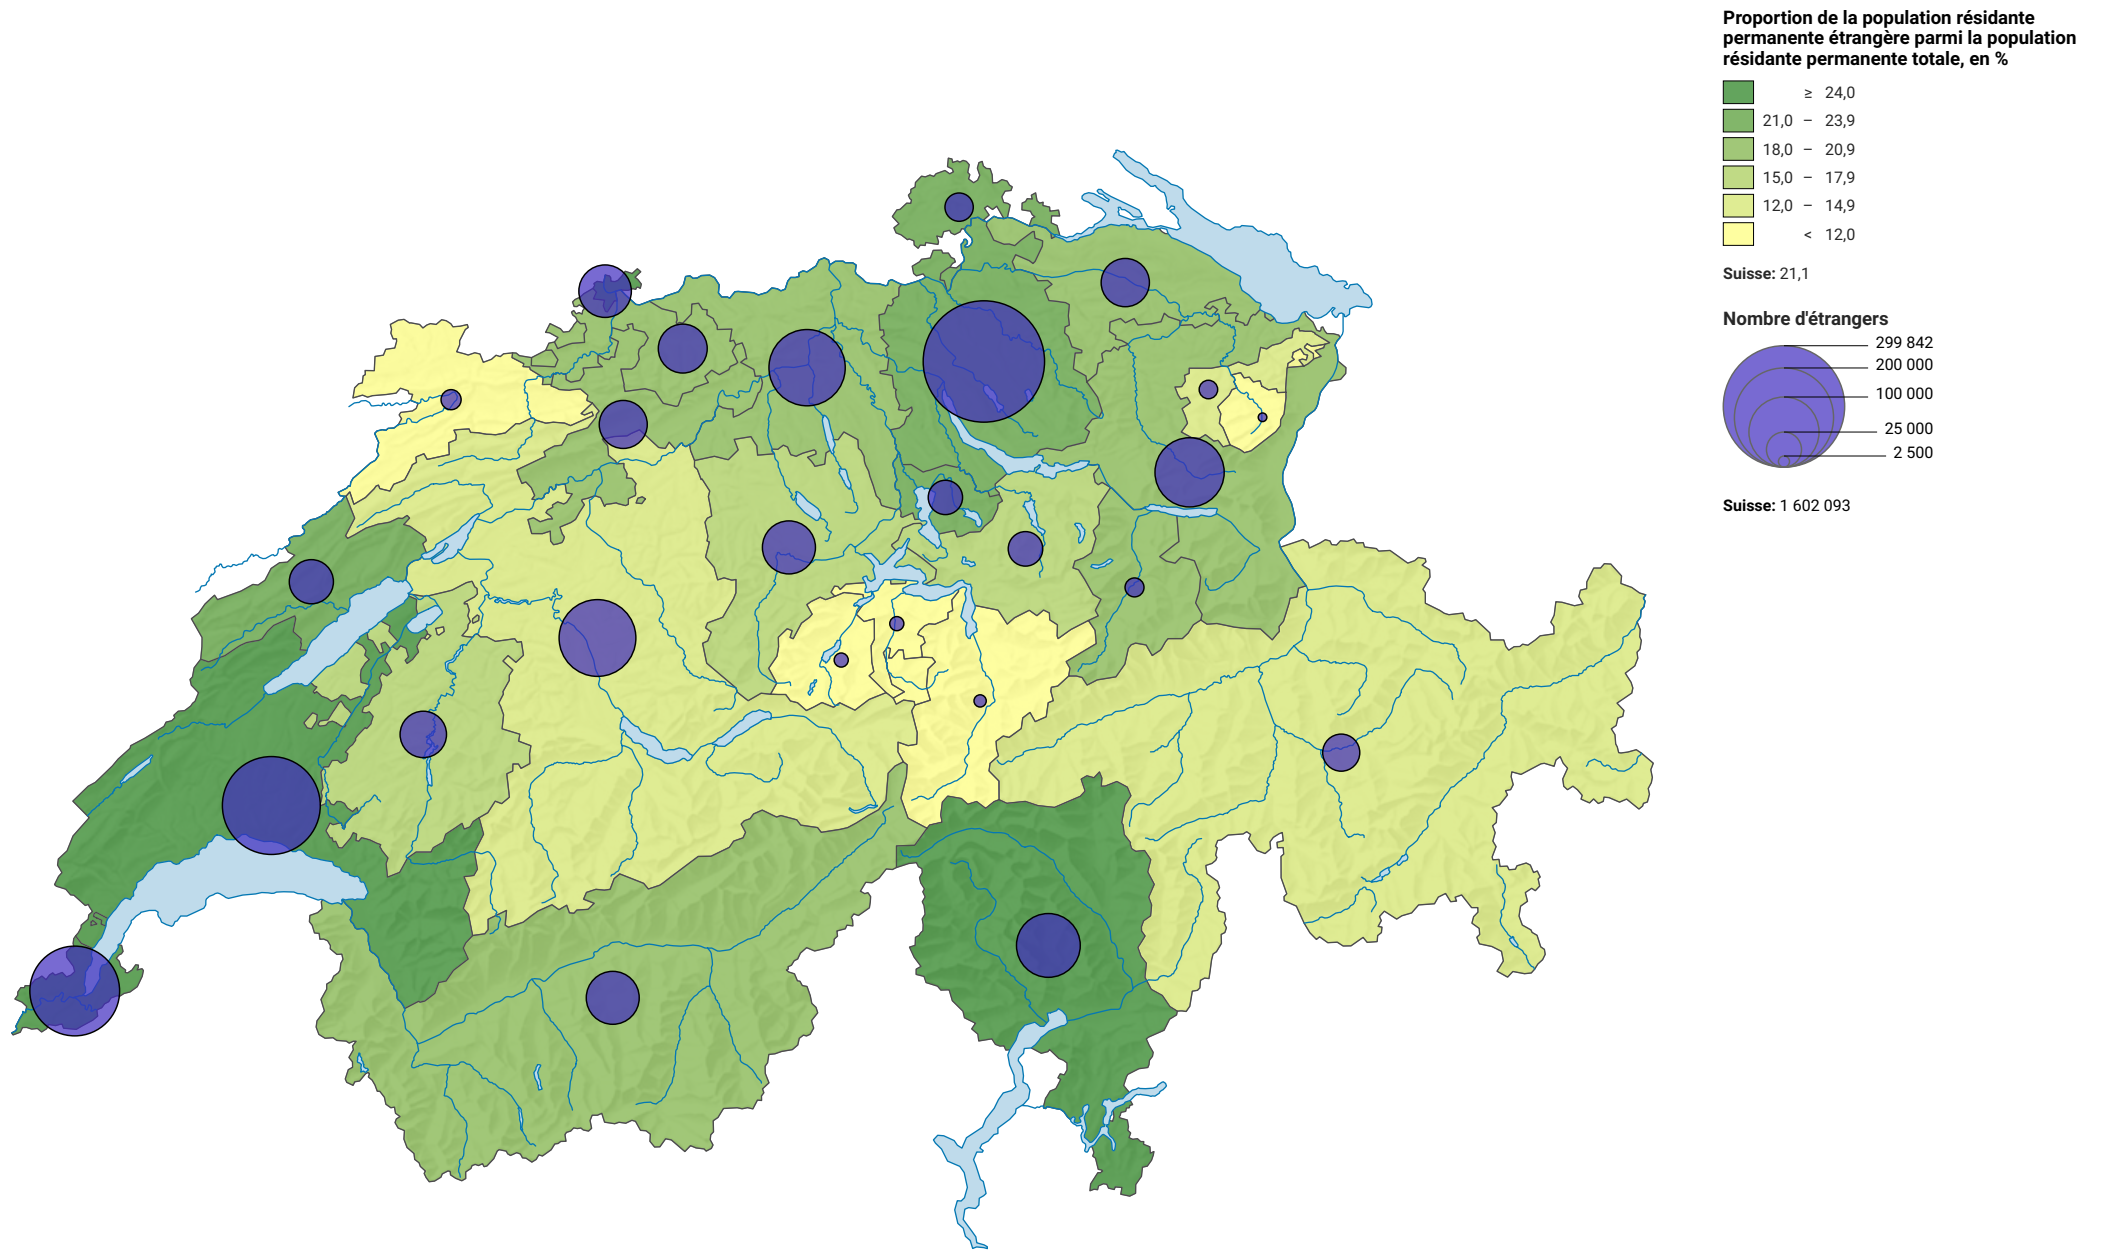 Proportion de la population résidante
permanente étrangère parmi la population
résidante permanente totale, en %
≥ 24,0
21,0 – 23,9
18,0 – 20,9
15,0 – 17,9
12,0 – 14,9
< 12,0
Suisse: 21,1
Nombre d'étrangers
299 842
200 000
100 000
25 000
2 500
Suisse: 1 602 093